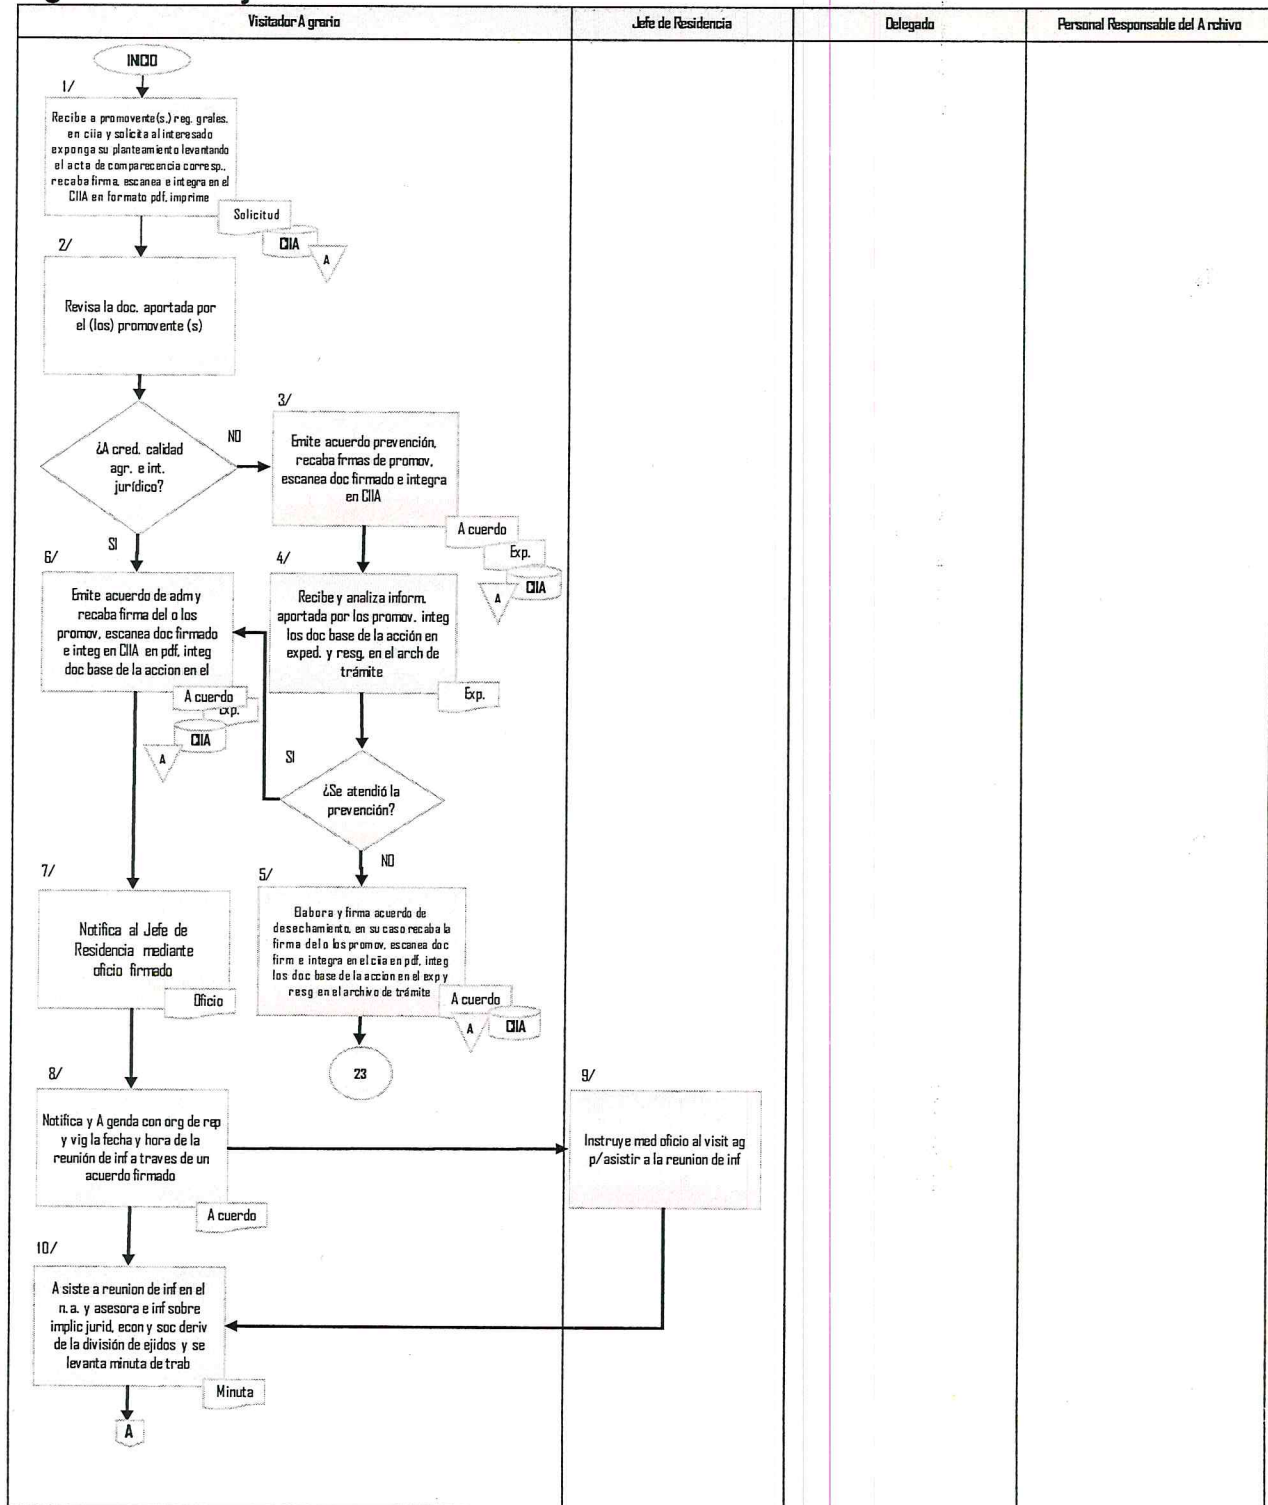 Visitador A grario
Jefe de Residencia
Delegado
Personal Responsable del A rchivo
INCIO
1/
Recibe a promovente(s.) reg. grales.
en ciia y solicita al interesado
exponga su planteamiento levantando
el acta de comparecencia corresp.,
recaba firma, escanea e integra en el
CIIA en formato pdf, imprime
Solicitud
CIIA
A
2/
Revisa la doc. aportada por
el (los) promovente (s)
¿A cred. calidad
agr. e int.
jurídico?
NO
SI
3/
Emite acuerdo prevención,
recaba frmas de promov,
escanea doc firmado e integra
en CIIA
A cuerdo
Exp.
CIIA
A
4/
Recibe y analiza inform.
aportada por los promov. integ
los doc base de la acción en
exped. y resg, en el arch de
trámite
Exp.
6/
Emite acuerdo de adm y
recaba firma del o los
promov, escanea doc firmado
e integ en CIIA en pdf, integ
doc base de la accion en el
A cuerdo
Exp.
CIIA
A
SI
¿Se atendió la
prevención?
NO
5/
Elabora y firma acuerdo de
desechamiento, en su caso recaba la
firma del o los promov, escanea doc
firm e integra en el ciia en pdf, integ
los doc base de la accion en el exp y
resg en el archivo de trámite
A cuerdo
A
CIIA
23
7/
Notifica al Jefe de
Residencia mediante
oficio firmado
Oficio
8/
Notifica y A genda con org de rep
y vig la fecha y hora de la
reunión de inf a traves de un
acuerdo firmado
A cuerdo
9/
Instruye med oficio al visit ag
p/asistir a la reunion de inf
10/
A siste a reunion de inf en el
n.a. y asesora e inf sobre
implic jurid, econ y soc deriv
de la división de ejidos y se
levanta minuta de trab
Minuta
A